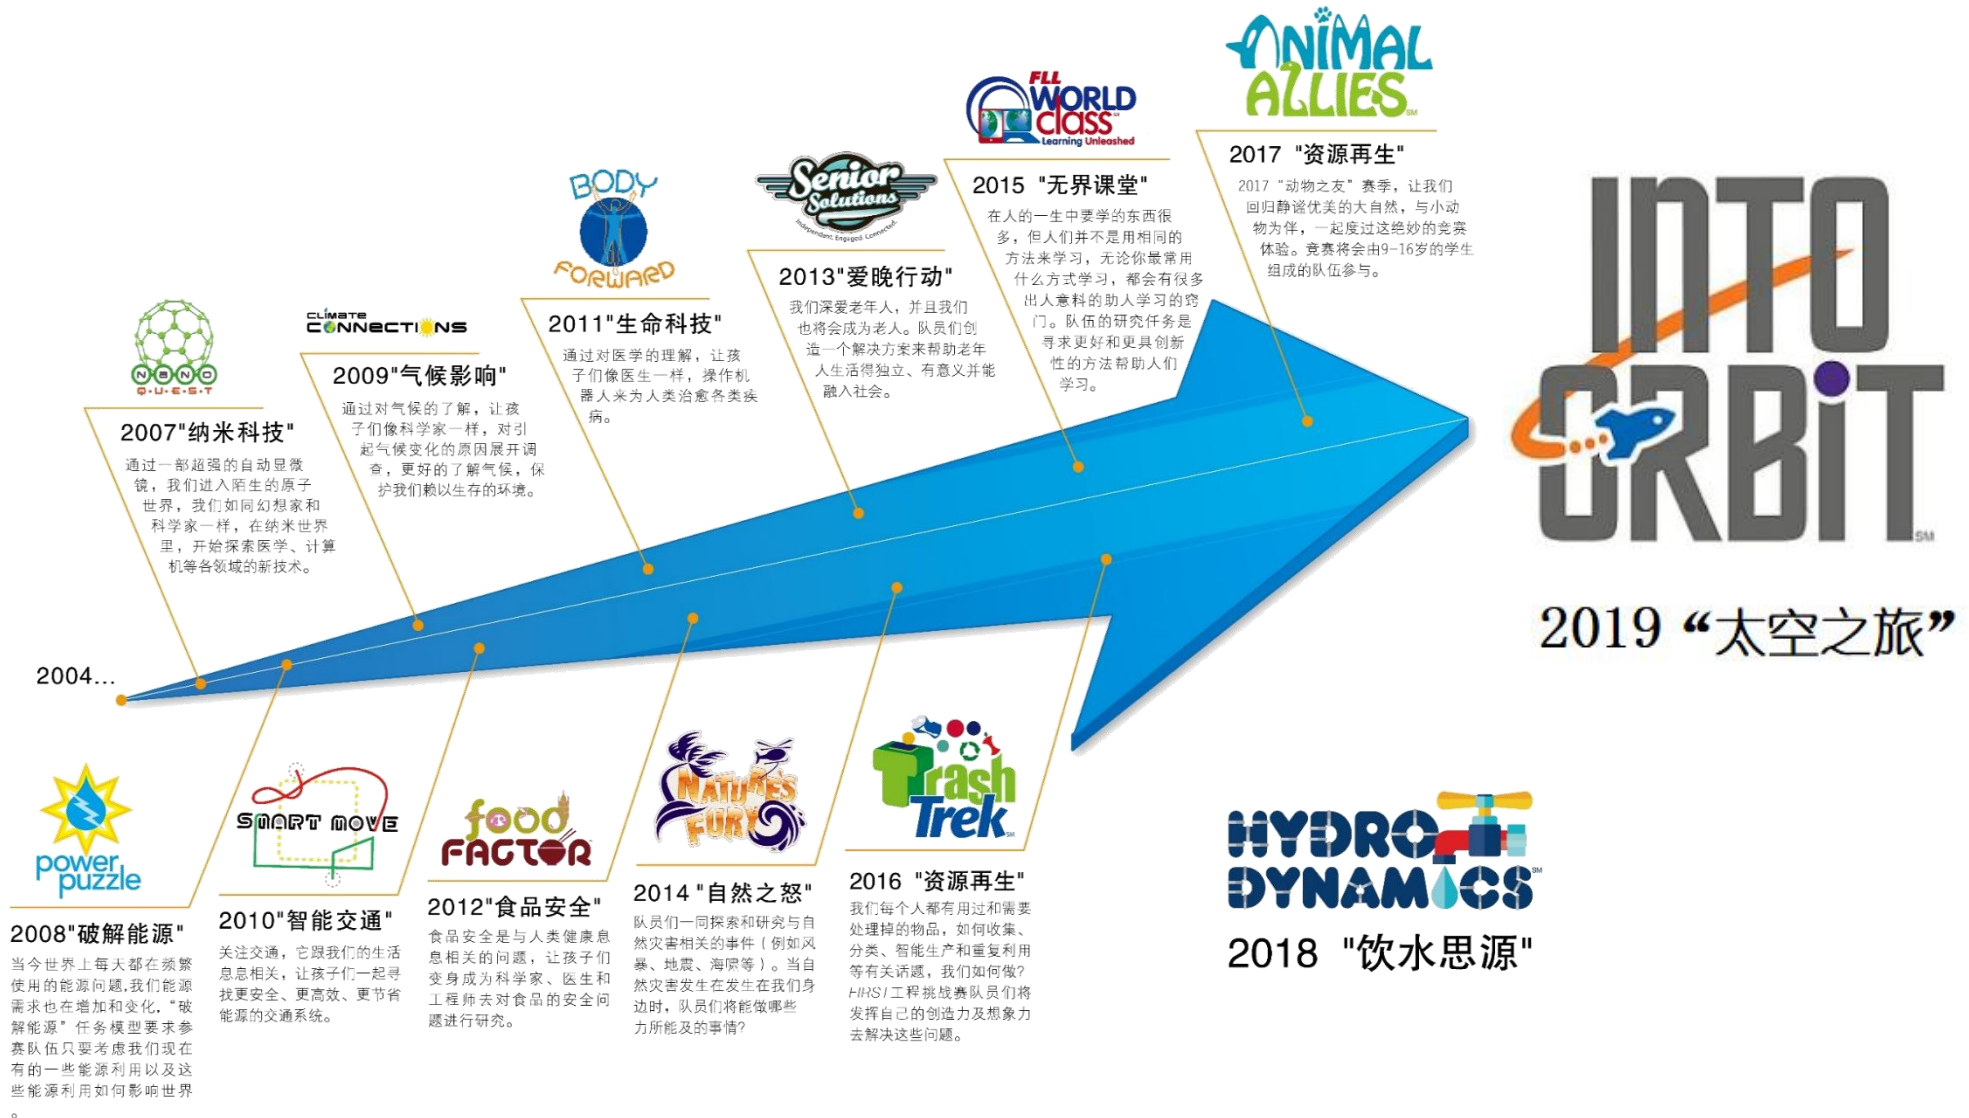 ANIMAL
ALLIES
SM
2017 "资源再生"
2017“动物之友”赛季，让我们
回归静谧优美的大自然，与小动
物为伴，一起度过这绝妙的竞赛
体验。竞赛将会由9-16岁的学生
组成的队伍参与。
FLL
WORLD
class
SM
Learning Unleashed
2015 "无界课堂"
在人的一生中要学的东西很
多，但人们并不是用相同的
方法来学习，无论你最常用
什么方式学习，都会有很多
出人意料的助人学习的窍
门。队伍的研究任务是
寻求更好和更具创新
性的方法帮助人们
学习。
Senior
Solutions
Independent. Engaged. Connected.
2013"爱晚行动"
我们深爱老年人，并且我们
也将会成为老人。队员们创
造一个解决方案来帮助老年
人生活得独立、有意义并能
融入社会。
BODY
FORWARD
2011"生命科技"
通过对医学的理解，让孩
子们像医生一样，操作机
器人来为人类治愈各类疾
病。
CLIMATE
CONNECTIONS
2009"气候影响"
通过对气候的了解，让孩
子们像科学家一样，对引
起气候变化的原因展开调
查，更好的了解气候，保
护我们赖以生存的环境。
NANO
Q·U·E·S·T
2007"纳米科技"
通过一部超强的自动显微
镜，我们进入陌生的原子
世界，我们如同幻想家和
科学家一样，在纳米世界
里，开始探索医学、计算
机等各领域的新技术。
INTO
ORBIT
SM
2019 “太空之旅”
2004...
power
puzzle
2008"破解能源"
当今世界上每天都在频繁
使用的能源问题,我们能源
需求也在增加和变化，“破
解能源”任务模型要求参
赛队伍只要考虑我们现在
有的一些能源利用以及这
些能源利用如何影响世界
。
SMART MOVE
2010"智能交通"
关注交通，它跟我们的生活
息息相关，让孩子们一起寻
找更安全、更高效、更节省
能源的交通系统。
food
FACTOR
2012"食品安全"
食品安全是与人类健康息
息相关的问题，让孩子们
变身成为科学家、医生和
工程师去对食品的安全问
题进行研究。
NATURE'S
FURY
2014 "自然之怒"
队员们一同探索和研究与自
然灾害相关的事件（例如风
暴、地震、海啸等）。当自
然灾害发生在发生在我们身
边时，队员们将能做哪些
力所能及的事情?
Trash
Trek
SM
2016 "资源再生"
我们每个人都有用过和需要
处理掉的物品，如何收集、
分类、智能生产和重复利用
等有关话题，我们如何做?
FIRST工程挑战赛队员们将
发挥自己的创造力及想象力
去解决这些问题。
HYDRO
DYNAMICS
SM
2018 "饮水思源"